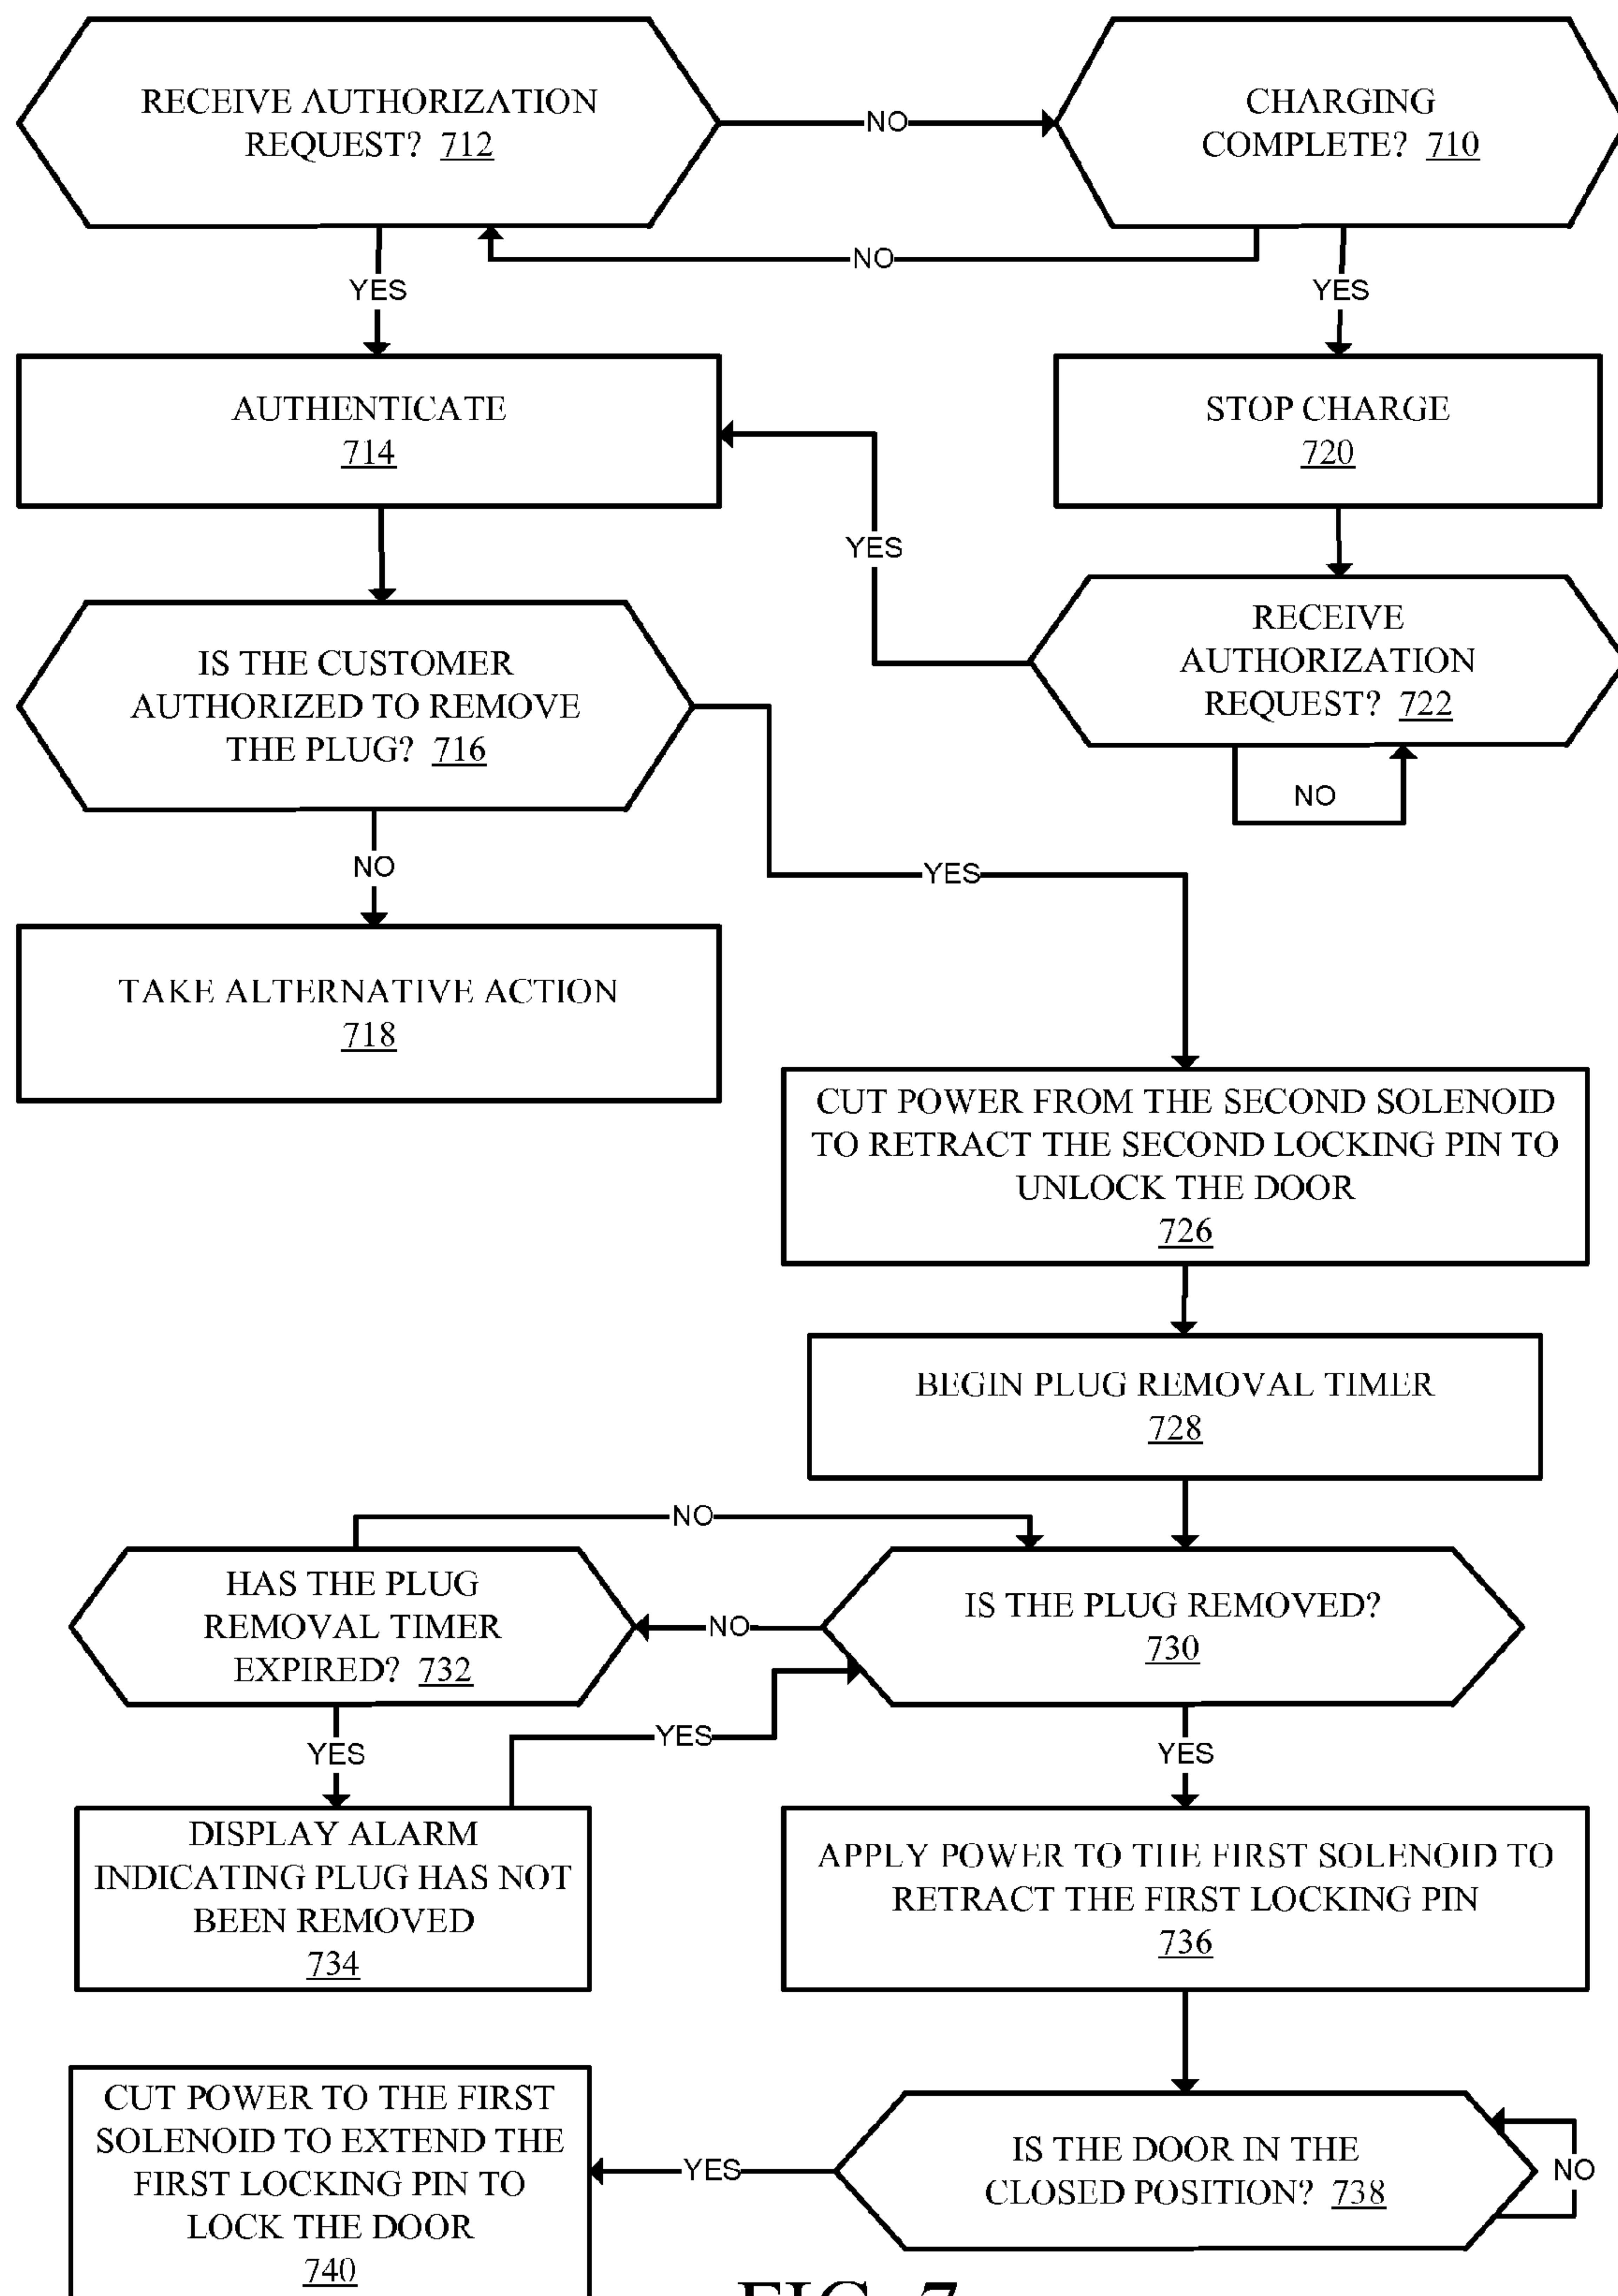 RECEIVE AUTHORIZATION
REQUEST? 712
NO
CHARGING
COMPLETE? 710
NO
YES
YES
AUTHENTICATE
714
STOP CHARGE
720
YES
RECEIVE
AUTHORIZATION
REQUEST? 722
NO
IS THE CUSTOMER
AUTHORIZED TO REMOVE
THE PLUG? 716
NO
YES
TAKE ALTERNATIVE ACTION
718
CUT POWER FROM THE SECOND SOLENOID
TO RETRACT THE SECOND LOCKING PIN TO
UNLOCK THE DOOR
726
BEGIN PLUG REMOVAL TIMER
728
NO
HAS THE PLUG
REMOVAL TIMER
EXPIRED? 732
NO
IS THE PLUG REMOVED?
730
YES
YES
YES
DISPLAY ALARM
INDICATING PLUG HAS NOT
BEEN REMOVED
734
APPLY POWER TO THE FIRST SOLENOID TO
RETRACT THE FIRST LOCKING PIN
736
CUT POWER TO THE FIRST
SOLENOID TO EXTEND THE
FIRST LOCKING PIN TO
LOCK THE DOOR
740
YES
IS THE DOOR IN THE
CLOSED POSITION? 738
NO
FIG. 7